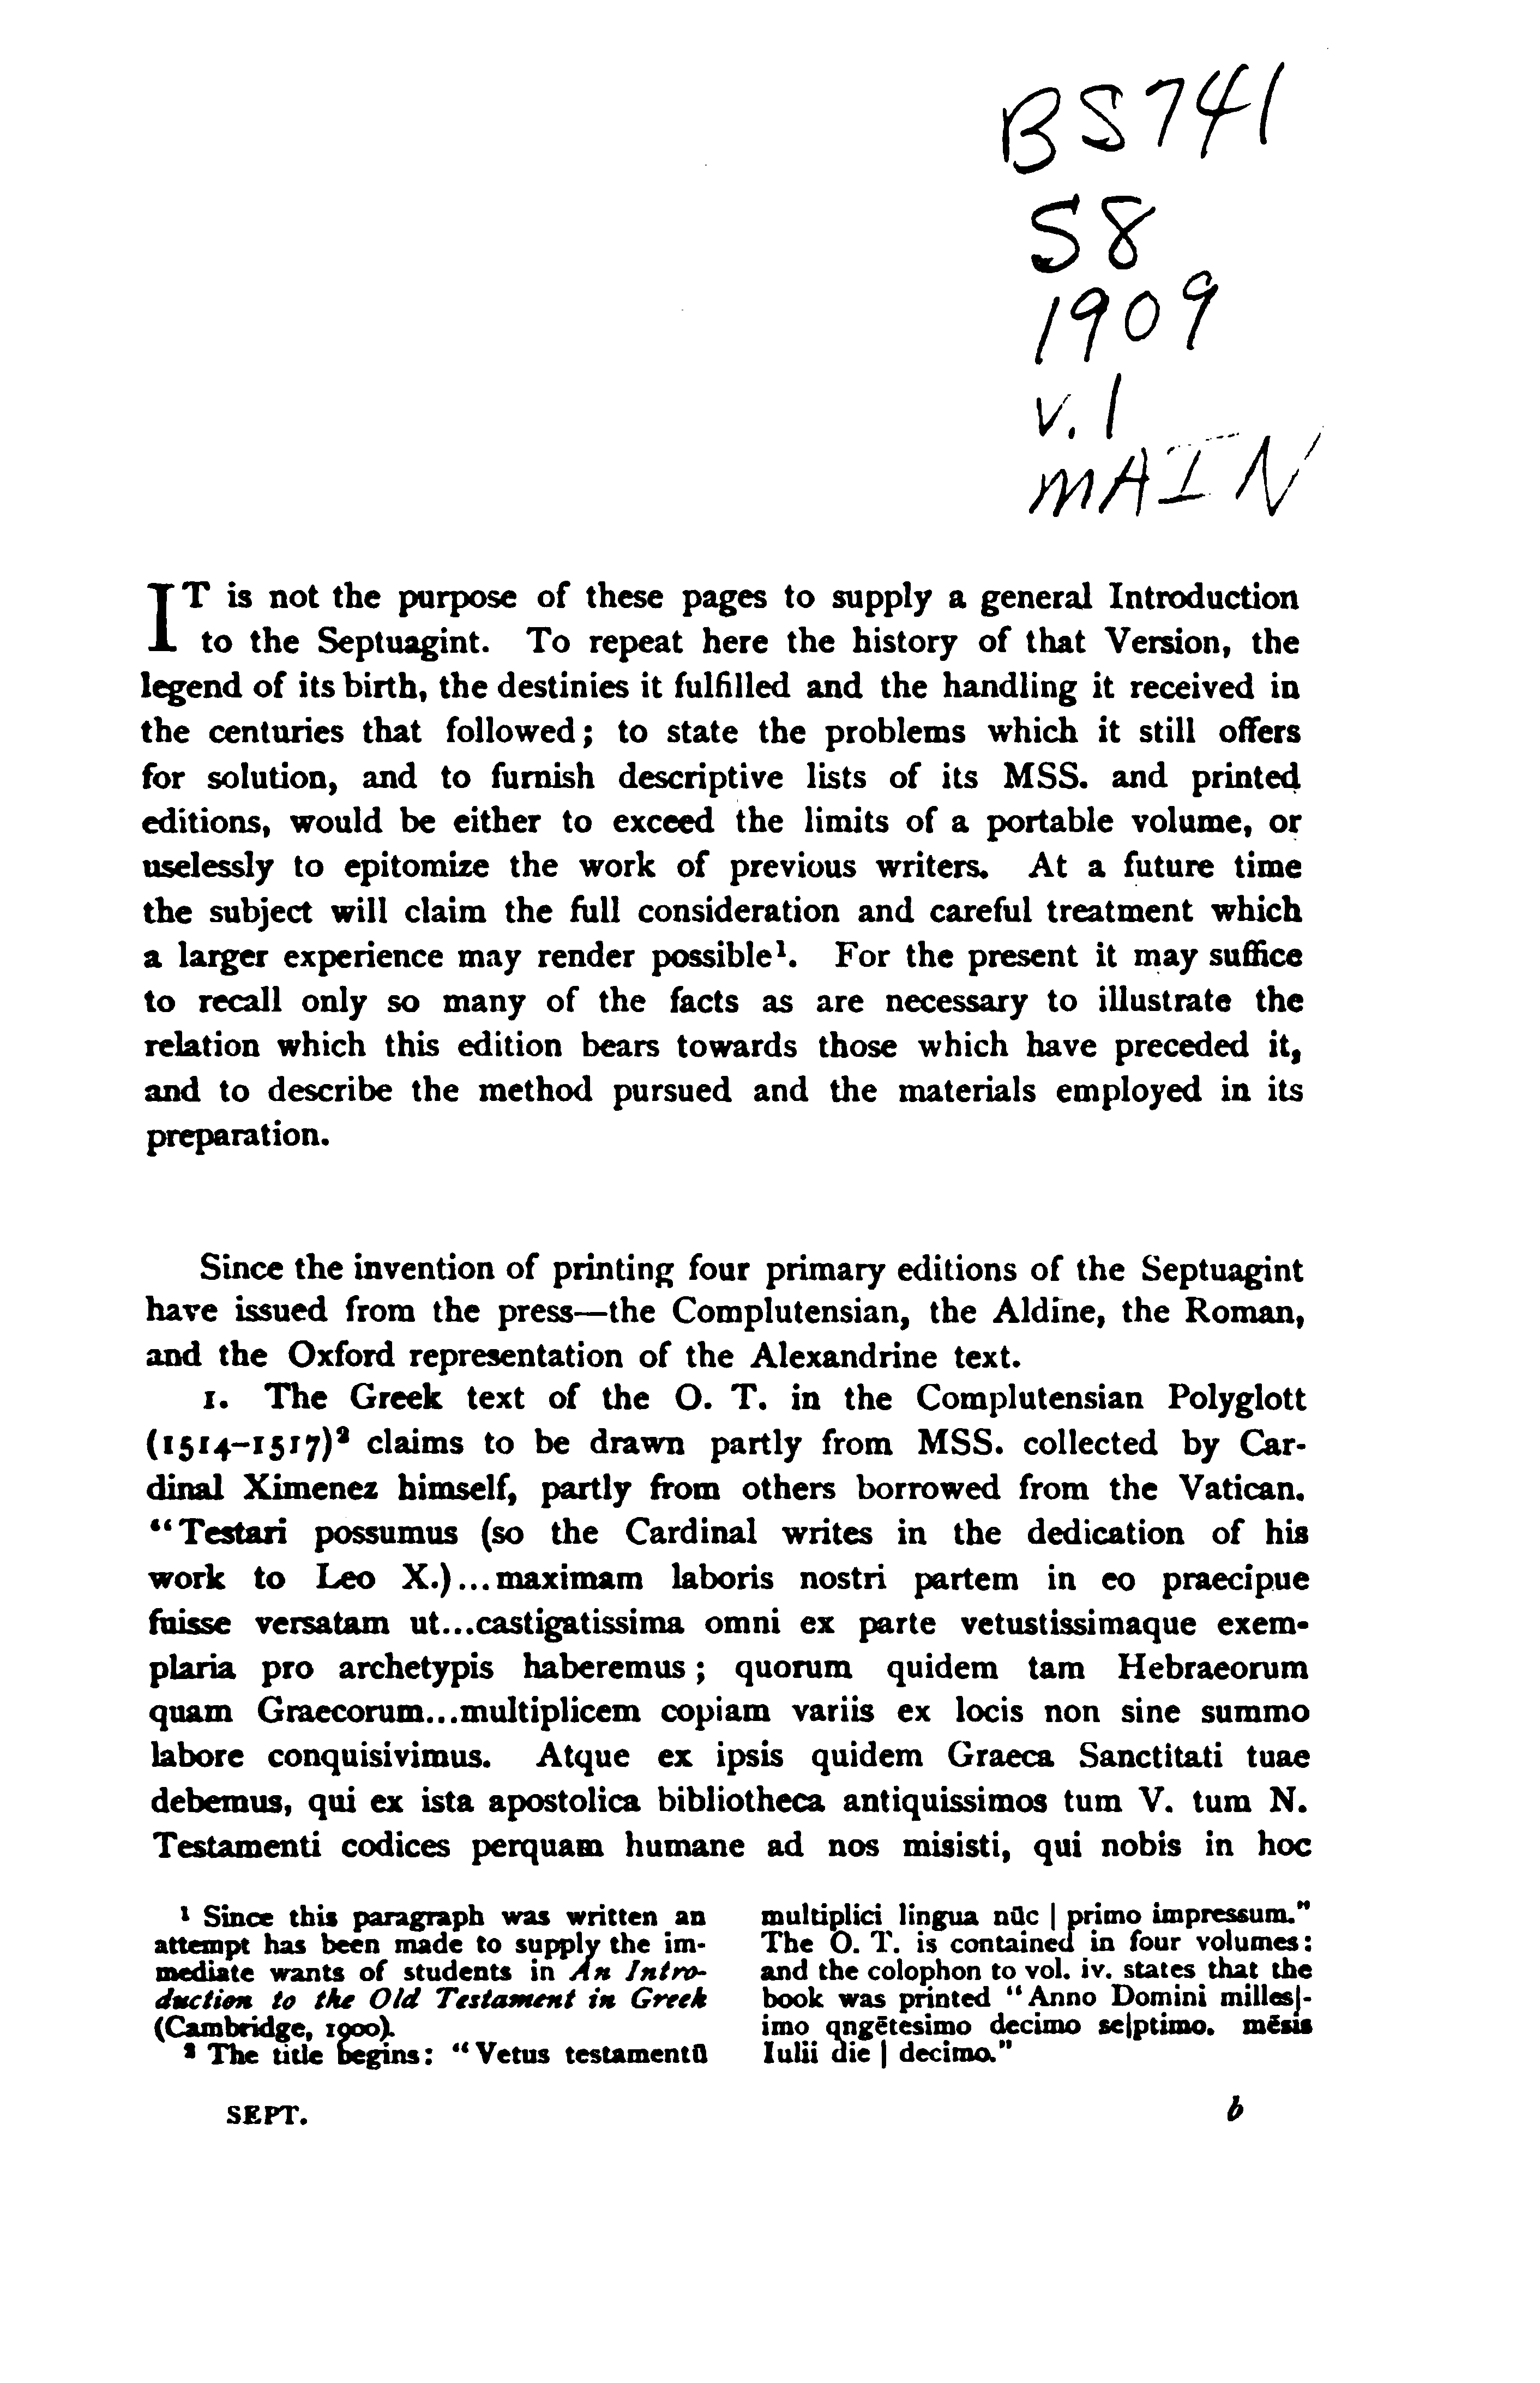 BS741
S8
1909
v.1
MAIN
IT is not the purpose of these pages to supply a general Introduction
to the Septuagint. To repeat here the history of that Version, the
legend of its birth, the destinies it fulfilled and the handling it received in
the centuries that followed; to state the problems which it still offers
for solution, and to furnish descriptive lists of its MSS. and printed
editions, would be either to exceed the limits of a portable volume, or
uselessly to epitomize the work of previous writers. At a future time
the subject will claim the full consideration and careful treatment which
a larger experience may render possible¹. For the present it may suffice
to recall only so many of the facts as are necessary to illustrate the
relation which this edition bears towards those which have preceded it,
and to describe the method pursued and the materials employed in its
preparation.
Since the invention of printing four primary editions of the Septuagint
have issued from the press—the Complutensian, the Aldine, the Roman,
and the Oxford representation of the Alexandrine text.
1. The Greek text of the O. T. in the Complutensian Polyglott
(1514–1517)² claims to be drawn partly from MSS. collected by Car-
dinal Ximenez himself, partly from others borrowed from the Vatican.
“Testari possumus (so the Cardinal writes in the dedication of his
work to Leo X.)...maximam laboris nostri partem in eo praecipue
fuisse versatam ut...castigatissima omni ex parte vetustissimaque exem-
plaria pro archetypis haberemus; quorum quidem tam Hebraeorum
quam Graecorum...multiplicem copiam variis ex locis non sine summo
labore conquisivimus. Atque ex ipsis quidem Graeca Sanctitati tuae
debemus, qui ex ista apostolica bibliotheca antiquissimos tum V. tum N.
Testamenti codices perquam humane ad nos misisti, qui nobis in hoc
¹ Since this paragraph was written an
attempt has been made to supply the im-
mediate wants of students in An Intro-
duction to the Old Testament in Greek
(Cambridge, 1900).
² The title begins: “Vetus testamentū
multiplici lingua nūc | primo impressum.”
The O. T. is contained in four volumes:
and the colophon to vol. iv. states that the
book was printed “Anno Domini milles|-
imo qngētesimo decimo se|ptimo. mēsis
Iulii die | decimo.”
SEPT.
b